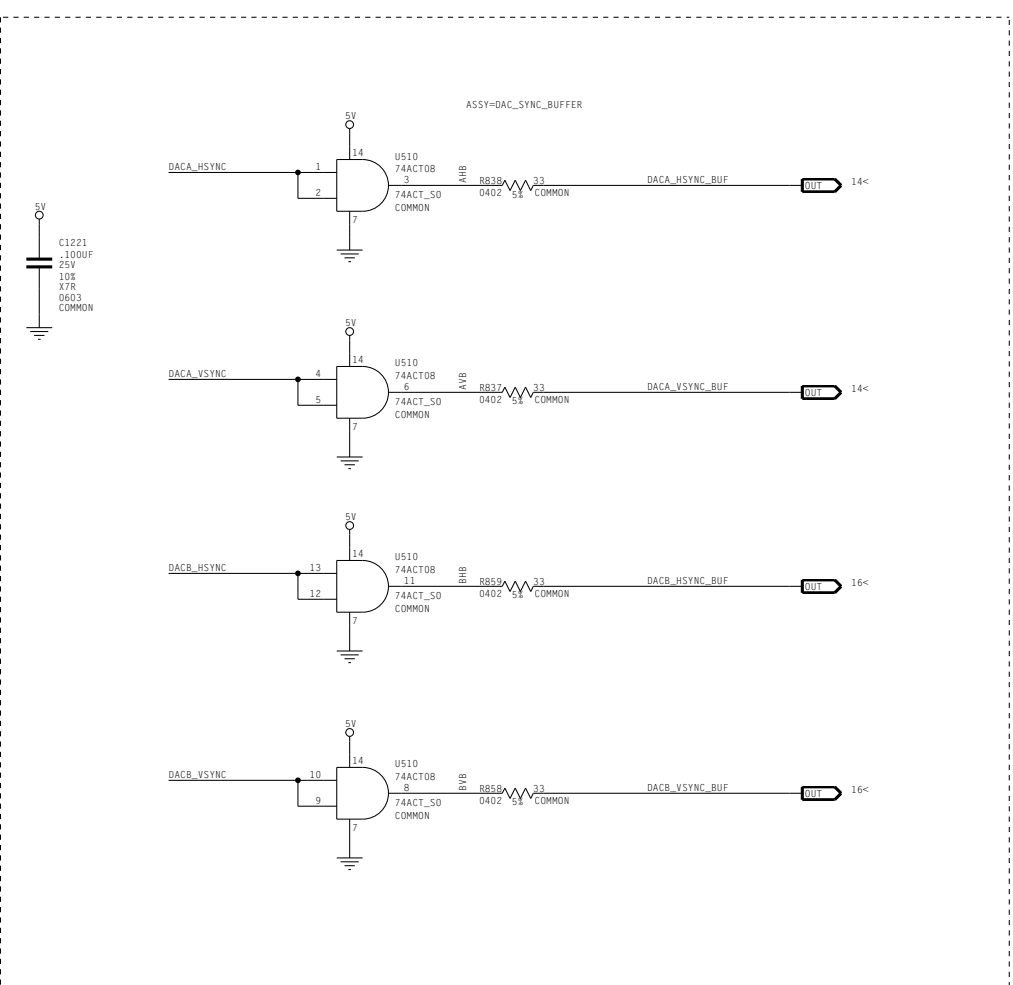 ASSY=DAC_SYNC_BUFFER
5V
14
U510
74ACT08
DACA_HSYNC
1
3
AHB
R838
33
DACA_HSYNC_BUF
OUT
14<
2
74ACT_SO
0402
5%
COMMON
COMMON
7
5V
C1221
.100UF
25V
10%
X7R
0603
COMMON
5V
14
U510
74ACT08
DACA_VSYNC
4
6
AVB
R837
33
DACA_VSYNC_BUF
OUT
14<
5
74ACT_SO
0402
5%
COMMON
COMMON
7
5V
14
U510
74ACT08
DACB_HSYNC
13
11
BHB
R859
33
DACB_HSYNC_BUF
OUT
16<
12
74ACT_SO
0402
5%
COMMON
COMMON
7
5V
14
U510
74ACT08
DACB_VSYNC
10
8
BVB
R858
33
DACB_VSYNC_BUF
OUT
16<
9
74ACT_SO
0402
5%
COMMON
COMMON
7